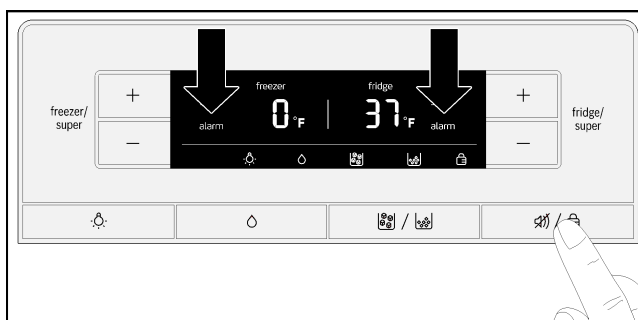 freezer/
super
+
−
freezer
fridge
alarm
0°F
37°F
alarm
+
−
fridge/
super
/
/